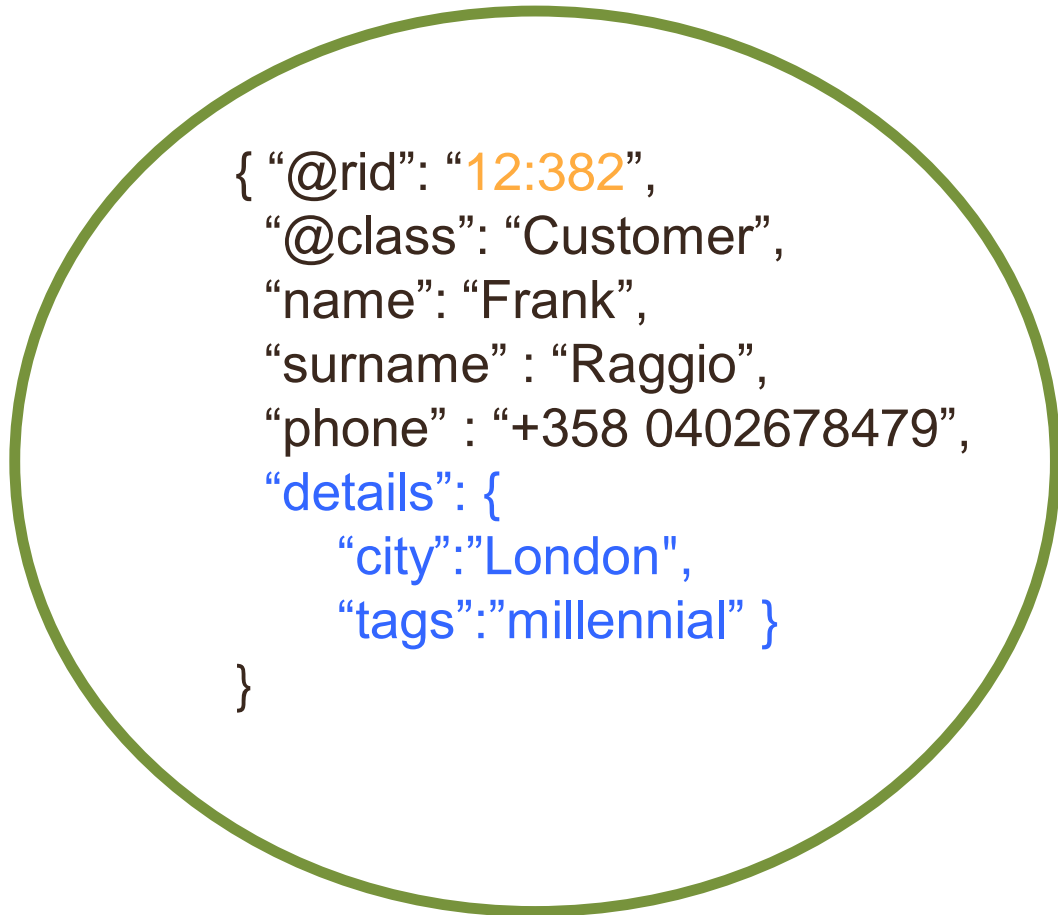 { “@rid”: “12:382”,
“@class”: “Customer”,
“name”: “Frank”,
“surname” : “Raggio”,
“phone” : “+358 0402678479”,
“details”: {
“city”:”London",
“tags”:”millennial” }
}